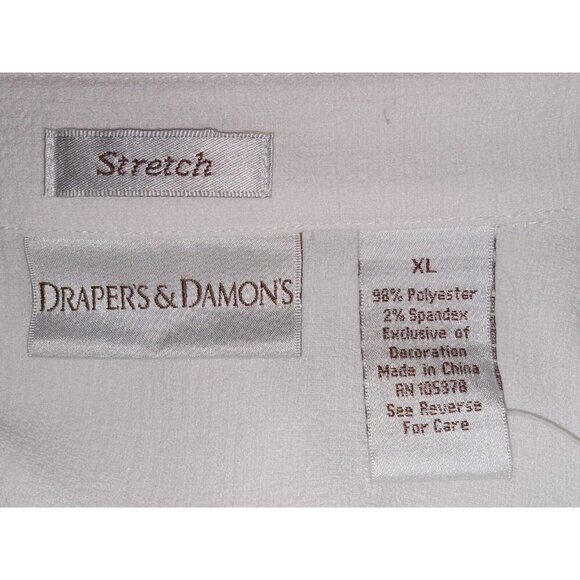 Stretch
DRAPER'S & DAMON'S
XL
98% Polyester
2% Spandex
Exclusive of
Decoration
Made in China
RN 105378
See Reverse
For Care